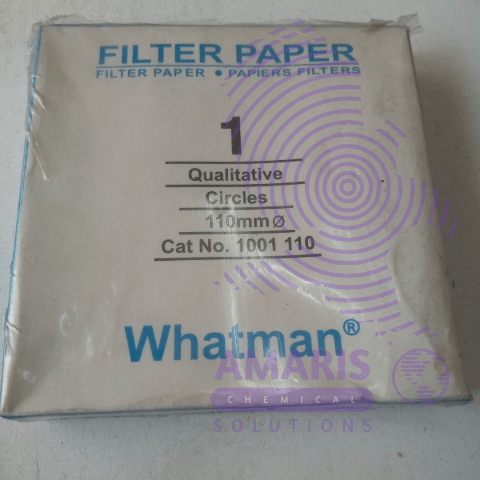 FILTER PAPER
FILTER PAPER • PAPIERS FILTERS
1
Qualitative
Circles
110mm Ø
Cat No. 1001 110
Whatman®
AMARIS
CHEMICAL
SOLUTIONS